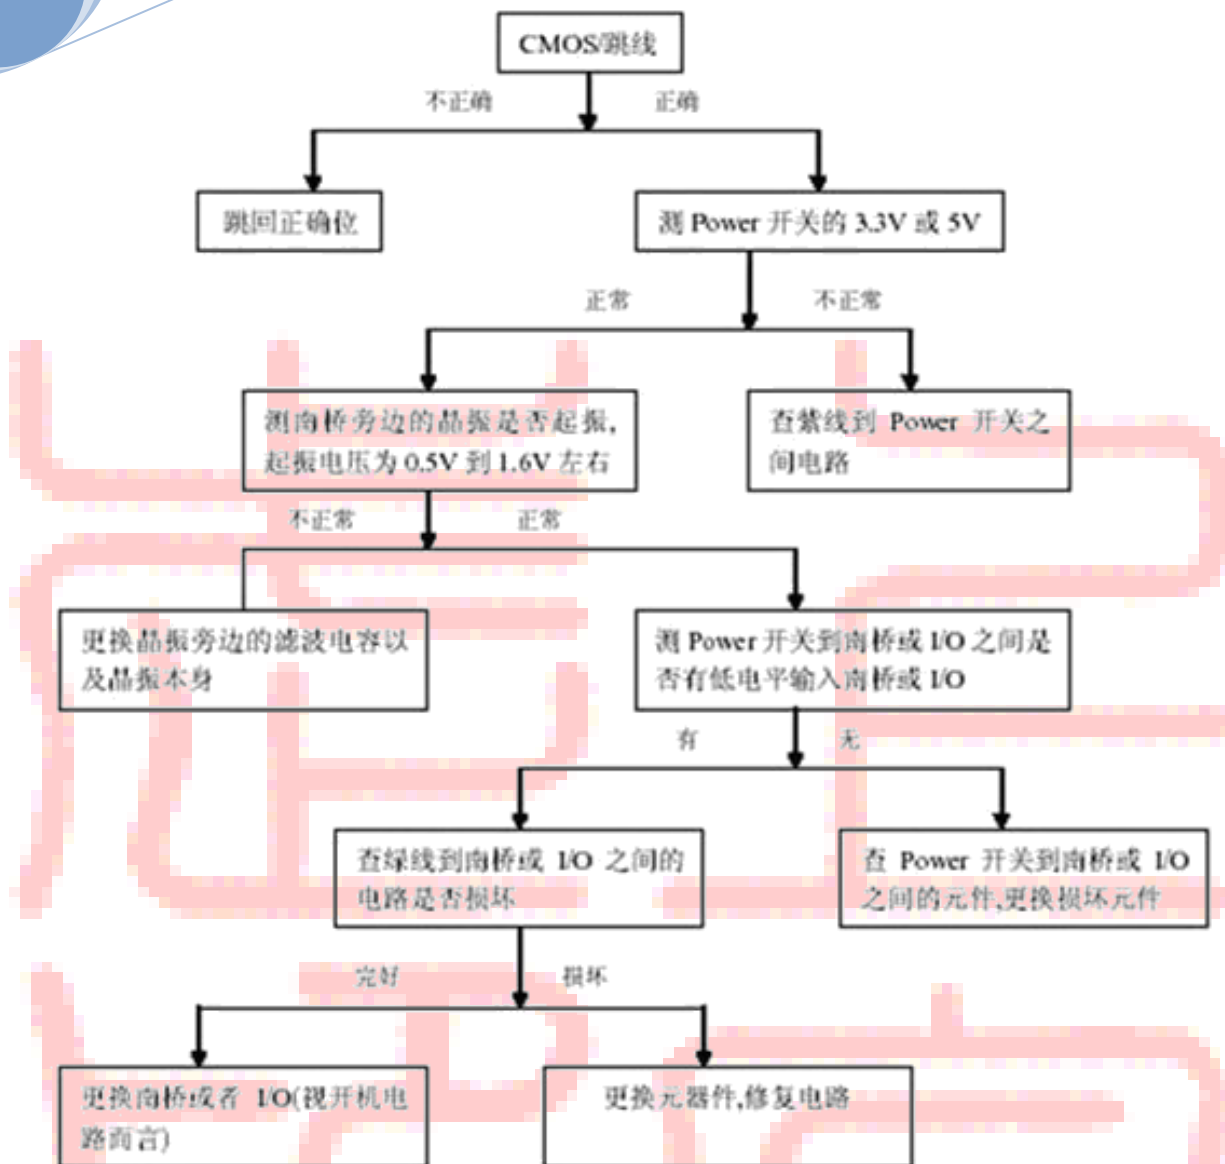 CMOS/跳线
不正确
正确
跳回正确位
测 Power 开关的 3.3V 或 5V
正常
不正常
测南桥旁边的晶振是否起振,
起振电压为 0.5V 到 1.6V 左右
查紫线到 Power 开关之
间电路
不正常
正常
更换晶振旁边的滤波电容以
及晶振本身
测 Power 开关到南桥或 I/O 之间是
否有低电平输入南桥或 I/O
有
无
查绿线到南桥或 I/O 之间的
电路是否损坏
查 Power 开关到南桥或 I/O
之间的元件,更换损坏元件
完好
损坏
更换南桥或者 I/O(视开机电
路而言)
更换元器件,修复电路